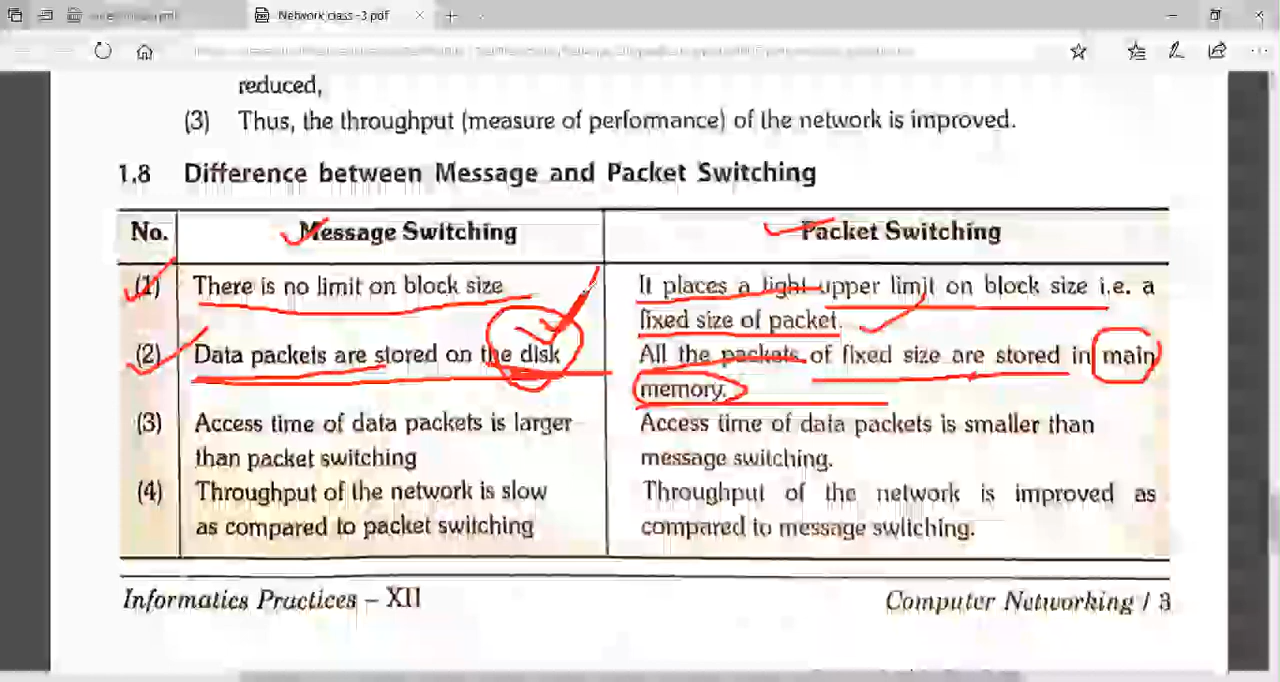 Network class -3 pdf
reduced,
(3) Thus, the throughput (measure of performance) of the network is improved.
1.8 Difference between Message and Packet Switching
No. Message Switching Packet Switching
(1) There is no limit on block size It places a tight upper limit on block size i.e. a
fixed size of packet.
(2) Data packets are stored on the disk All the packets of fixed size are stored in main
memory.
(3) Access time of data packets is larger Access time of data packets is smaller than
than packet switching message switching.
(4) Throughput of the network is slow Throughput of the network is improved as
as compared to packet switching compared to message switching.
Informatics Practices – XII Computer Networking / 3